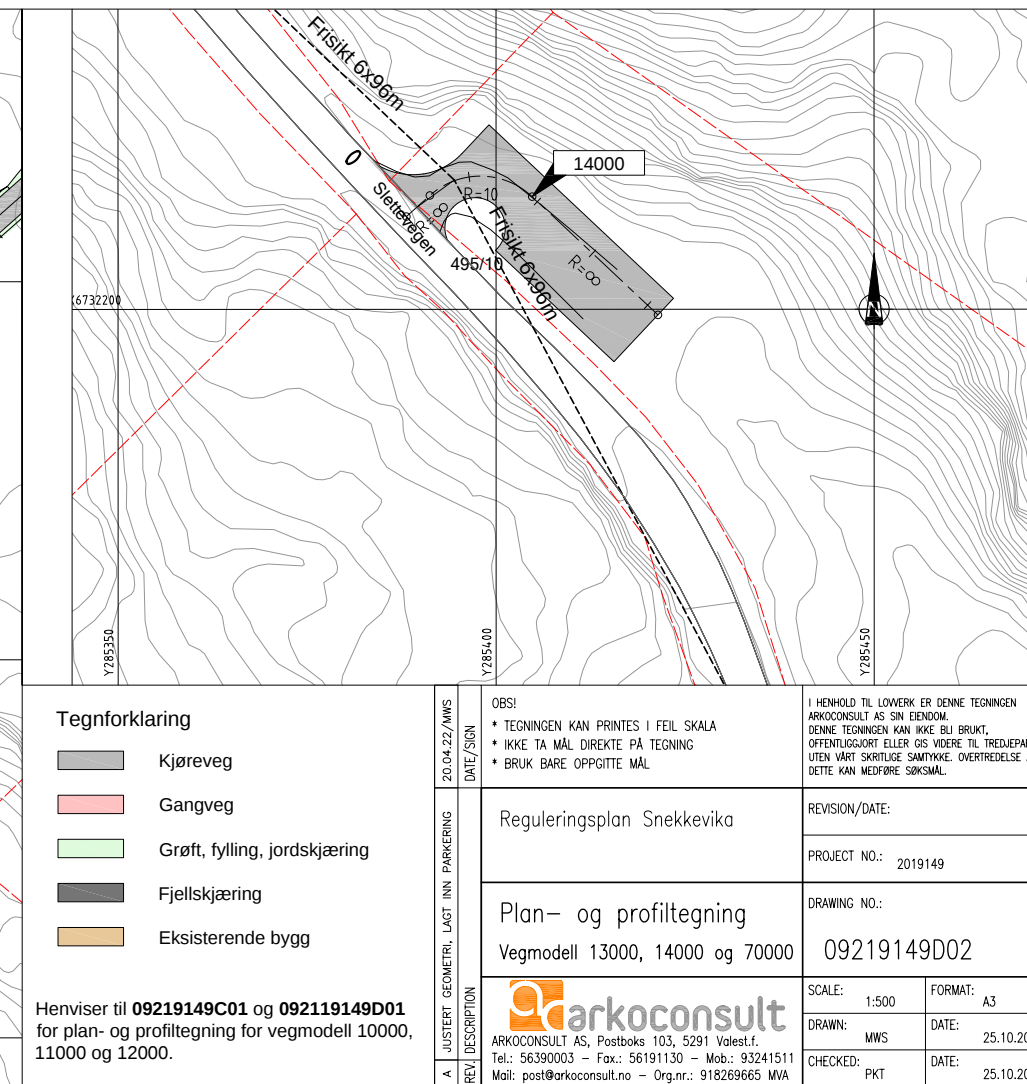 Frisikt 6x96m
14000
0
Slettevegen
R=10
R=∞
Frisikt 6x96m
495/10
R=∞
X6732200
N
Y285350
Y285400
Y285450
Tegnforklaring
Kjøreveg
Gangveg
Grøft, fylling, jordskjæring
Fjellskjæring
Eksisterende bygg
Henviser til 09219149C01 og 092119149D01
for plan- og profiltegning for vegmodell 10000,
11000 og 12000.
20.04.22/MWS
DATE/SIGN
JUSTERT GEOMETRI, LAGT INN PARKERING
DESCRIPTION
A
REV.
OBS!
* TEGNINGEN KAN PRINTES I FEIL SKALA
* IKKE TA MÅL DIREKTE PÅ TEGNING
* BRUK BARE OPPGITTE MÅL
I HENHOLD TIL LOVVERK ER DENNE TEGNINGEN
ARKOCONSULT AS SIN EIENDOM.
DENNE TEGNINGEN KAN IKKE BLI BRUKT,
OFFENTLIGGJORT ELLER GIS VIDERE TIL TREDJEPAR
UTEN VÅRT SKRITLIGE SAMTYKKE. OVERTREDELSE
DETTE KAN MEDFØRE SØKSMÅL.
Reguleringsplan Snekkevika
REVISION/DATE:
PROJECT NO.: 2019149
Plan- og profiltegning
Vegmodell 13000, 14000 og 70000
DRAWING NO.:
09219149D02
arkoconsult
ARKOCONSULT AS, Postboks 103, 5291 Valest.f.
Tel.: 56390003 – Fax.: 56191130 – Mob.: 93241511
Mail: post@arkoconsult.no – Org.nr.: 918269665 MVA
SCALE: 1:500
FORMAT: A3
DRAWN: MWS
DATE: 25.10.20
CHECKED: PKT
DATE: 25.10.20